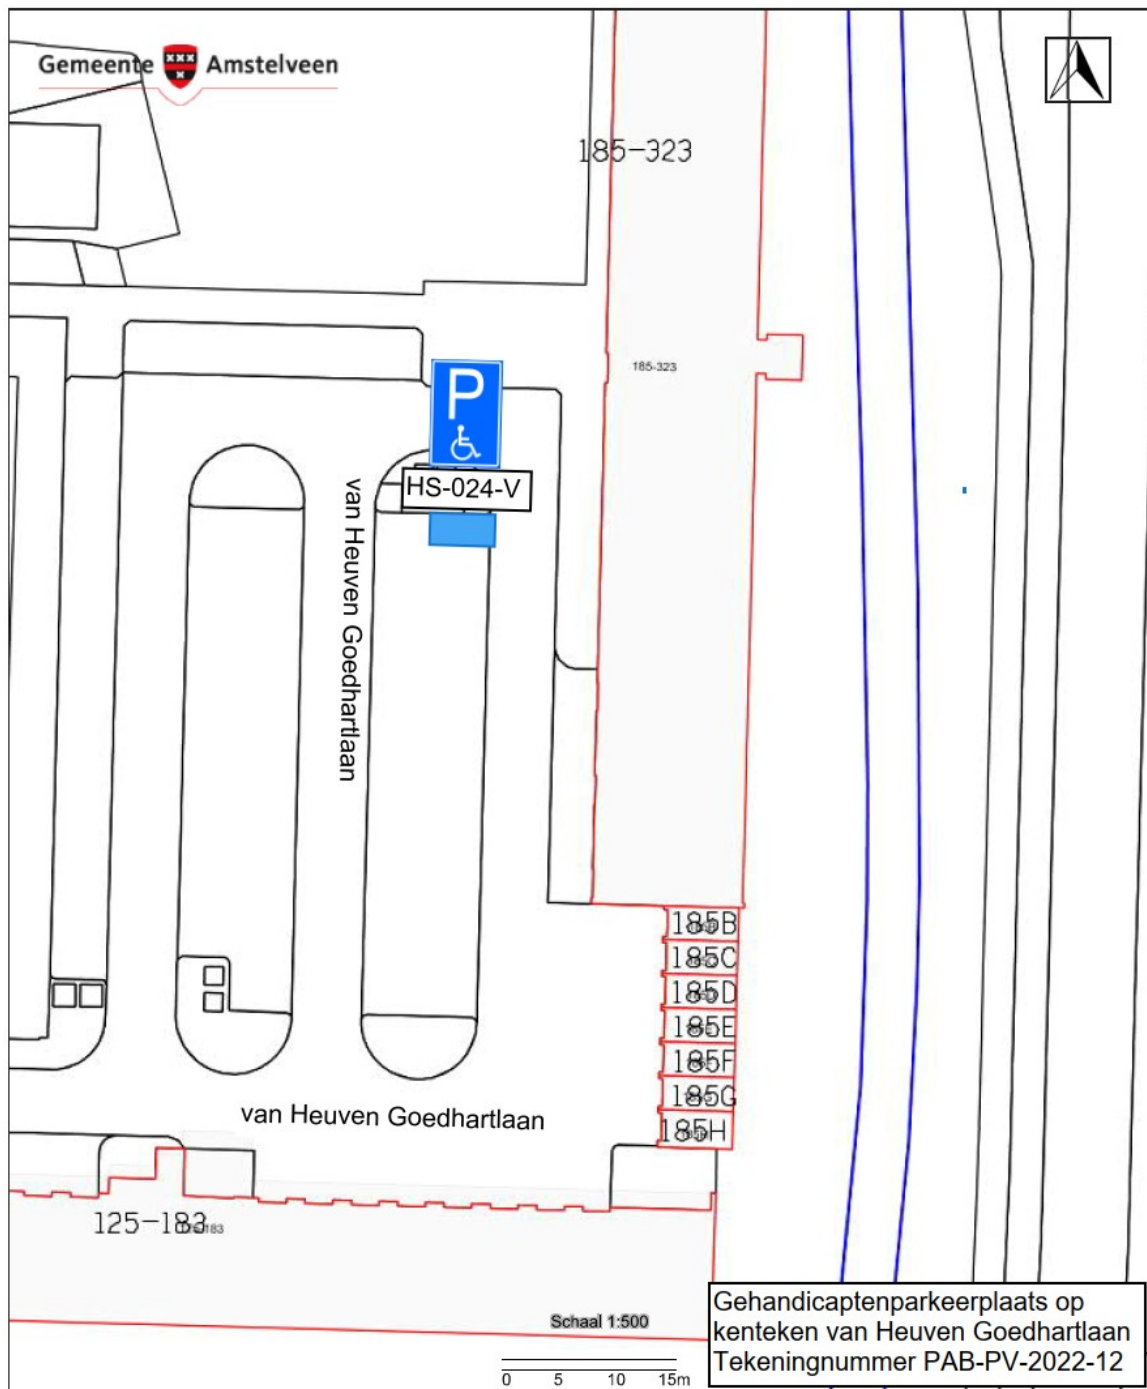 Gemeente Amstelveen
185-323
185-323
P
HS-024-V
van Heuven Goedhartlaan
185B
185C
185D
185E
185F
185G
185H
van Heuven Goedhartlaan
125-183
Schaal 1:500
0 5 10 15m
Gehandicaptenparkeerplaats op
kenteken van Heuven Goedhartlaan
Tekeningnummer PAB-PV-2022-12